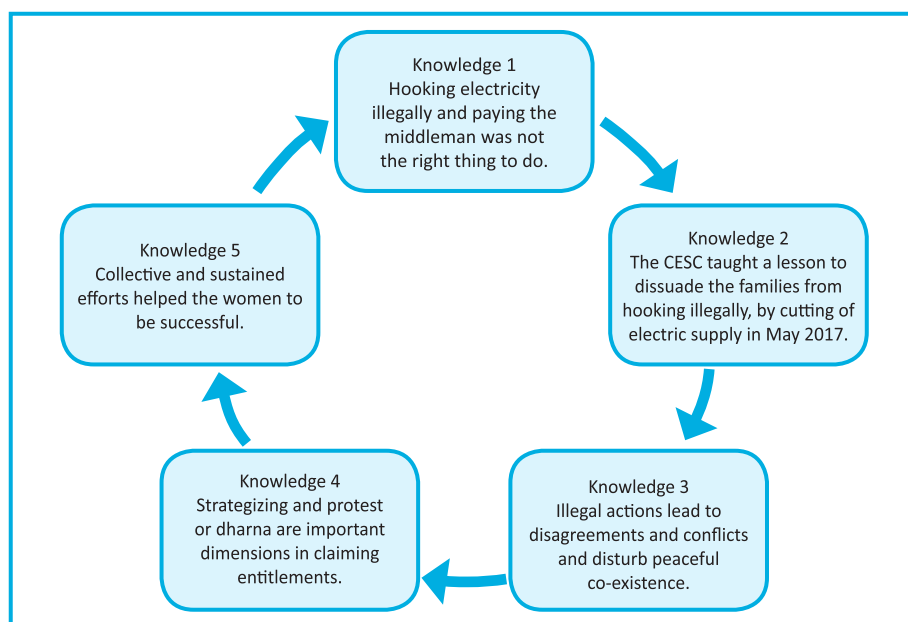 Knowledge 1
Hooking electricity
illegally and paying the
middleman was not
the right thing to do.
Knowledge 2
The CESC taught a lesson to
dissuade the families from
hooking illegally, by cutting of
electric supply in May 2017.
Knowledge 3
Illegal actions lead to
disagreements and conflicts
and disturb peaceful
co-existence.
Knowledge 4
Strategizing and protest
or dharna are important
dimensions in claiming
entitlements.
Knowledge 5
Collective and sustained
efforts helped the women to
be successful.